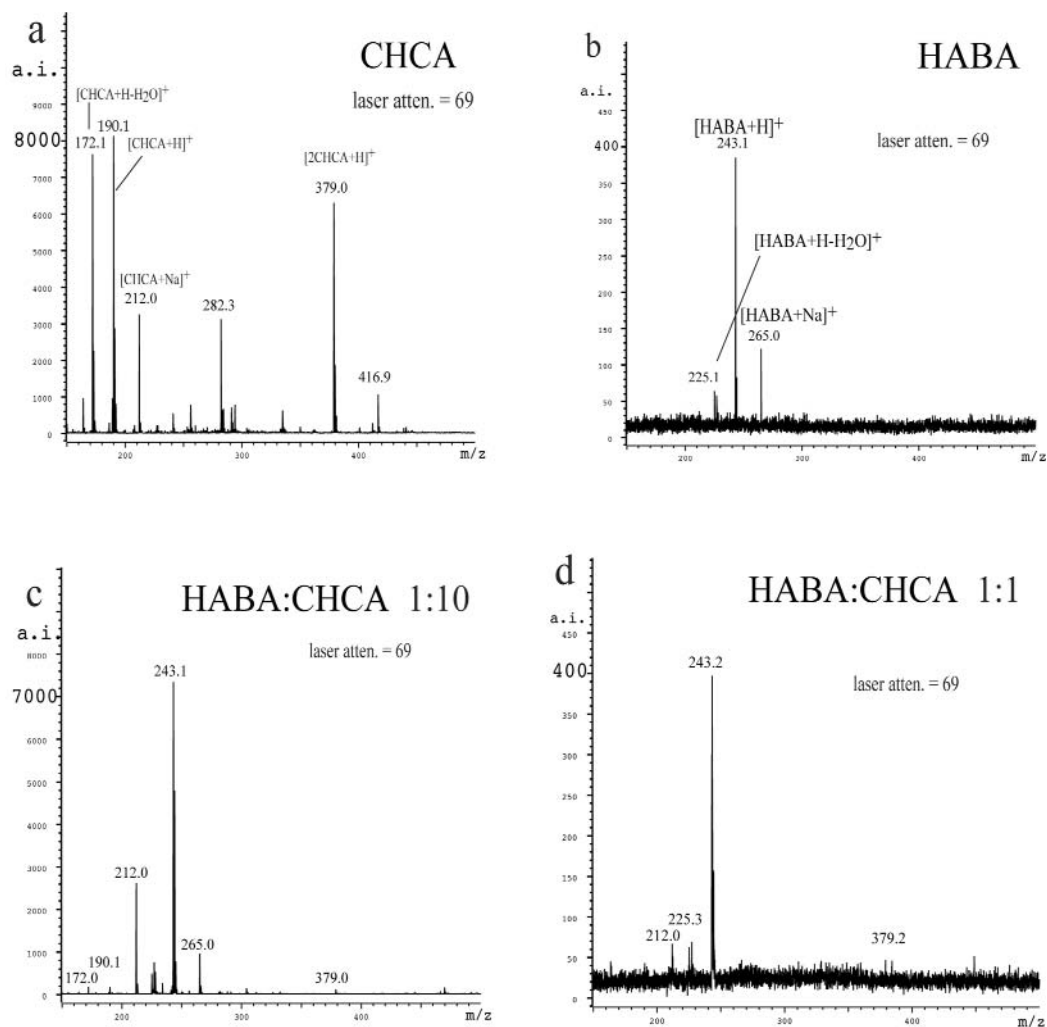 a
CHCA
a.i.
laser atten. = 69
[CHCA+H-H2O]+
9000
190.1
8000
172.1
[CHCA+H]+
[2CHCA+H]+
7000
379.0
6000
5000
[CHCA+Na]+
4000
212.0
282.3
3000
2000
416.9
1000
0
200
300
400
m/z
b
HABA
a.i.
450
laser atten. = 69
[HABA+H]+
400
243.1
350
300
[HABA+H-H2O]+
250
200
[HABA+Na]+
150
265.0
100
225.1
50
0
200
300
400
m/z
c
HABA:CHCA 1:10
a.i.
laser atten. = 69
8000
243.1
7000
6000
5000
4000
3000
212.0
2000
1000
265.0
190.1
172.0
379.0
0
200
300
400
m/z
d
HABA:CHCA 1:1
a.i.
450
243.2
400
laser atten. = 69
350
300
250
200
150
100
225.3
212.0
379.2
50
0
200
300
400
m/z